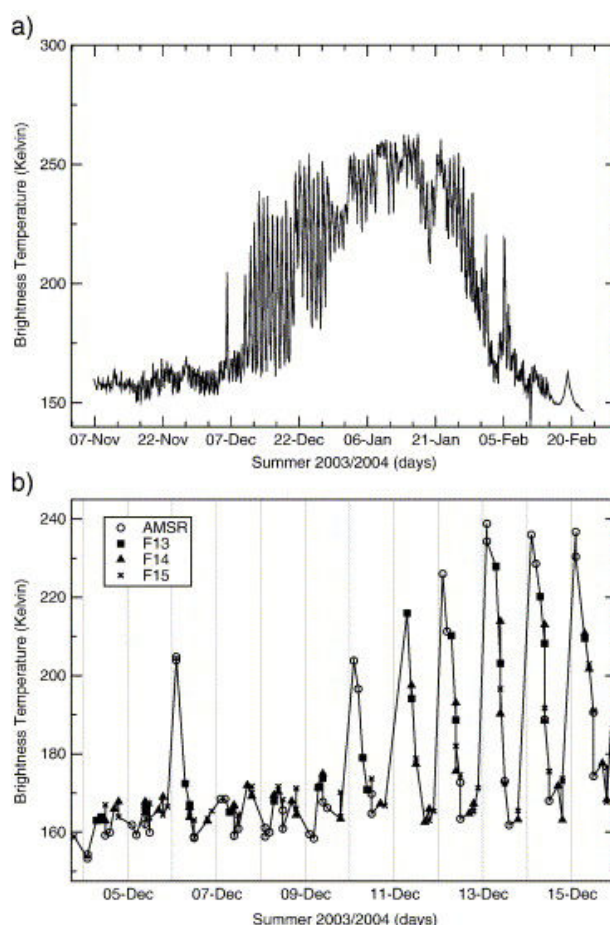 a)
300
250
200
150
Brightness Temperature (Kelvin)
07-Nov 22-Nov 07-Dec 22-Dec 06-Jan 21-Jan 05-Feb 20-Feb
Summer 2003/2004 (days)
b)
240
220
200
180
160
Brightness Temperature (Kelvin)
AMSR
F13
F14
F15
05-Dec 07-Dec 09-Dec 11-Dec 13-Dec 15-Dec
Summer 2003/2004 (days)